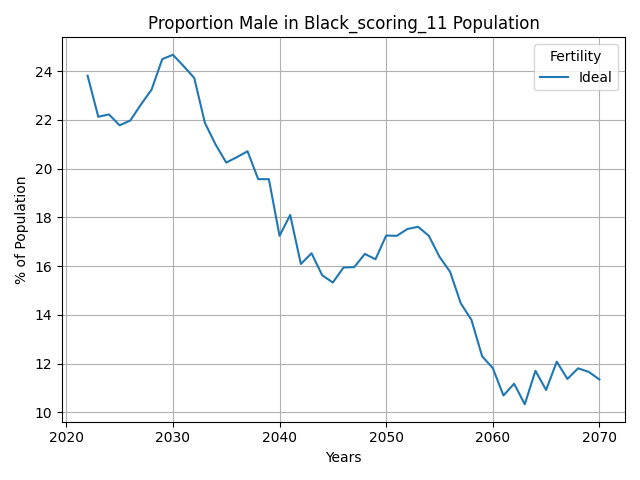 Proportion Male in Black_scoring_11 Population
Fertility
Ideal
% of Population
24
22
20
18
16
14
12
10
2020 2030 2040 2050 2060 2070
Years